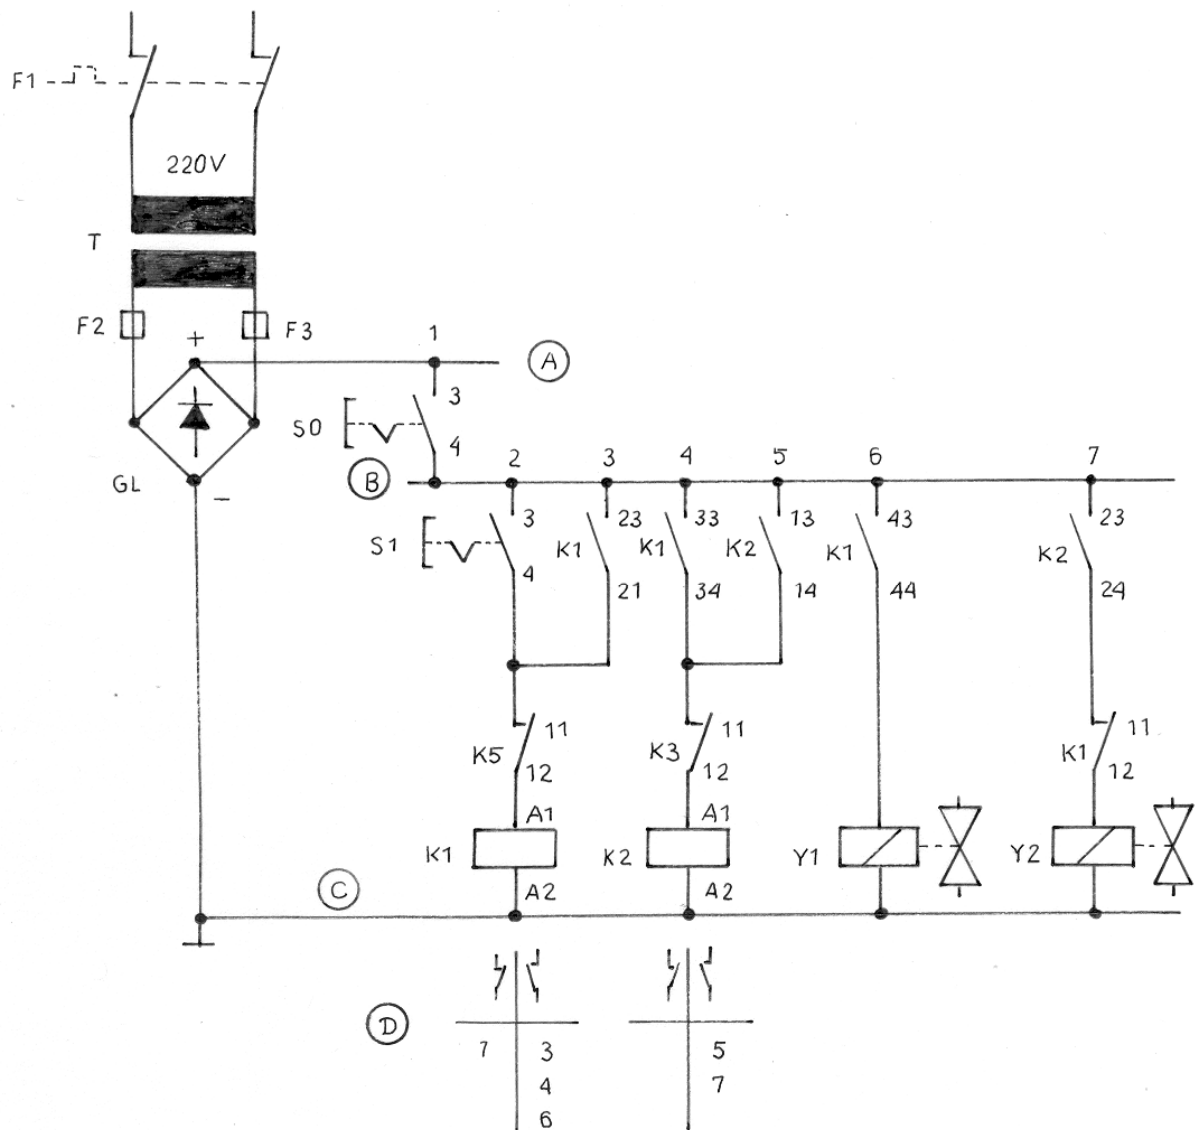 F1
220V
T
F2
F3
+
1
A
3
S0
4
B
GL
−
2 3 4 5 6 7
3 23 33 13 43 23
S1 K1 K1 K2 K1 K2
4 21 34 14 44 24
11 11 11
K5 K3 K1
12 12 12
A1 A1
K1 K2 Y1 Y2
A2 A2
C
D
7 3 5
4 7
6